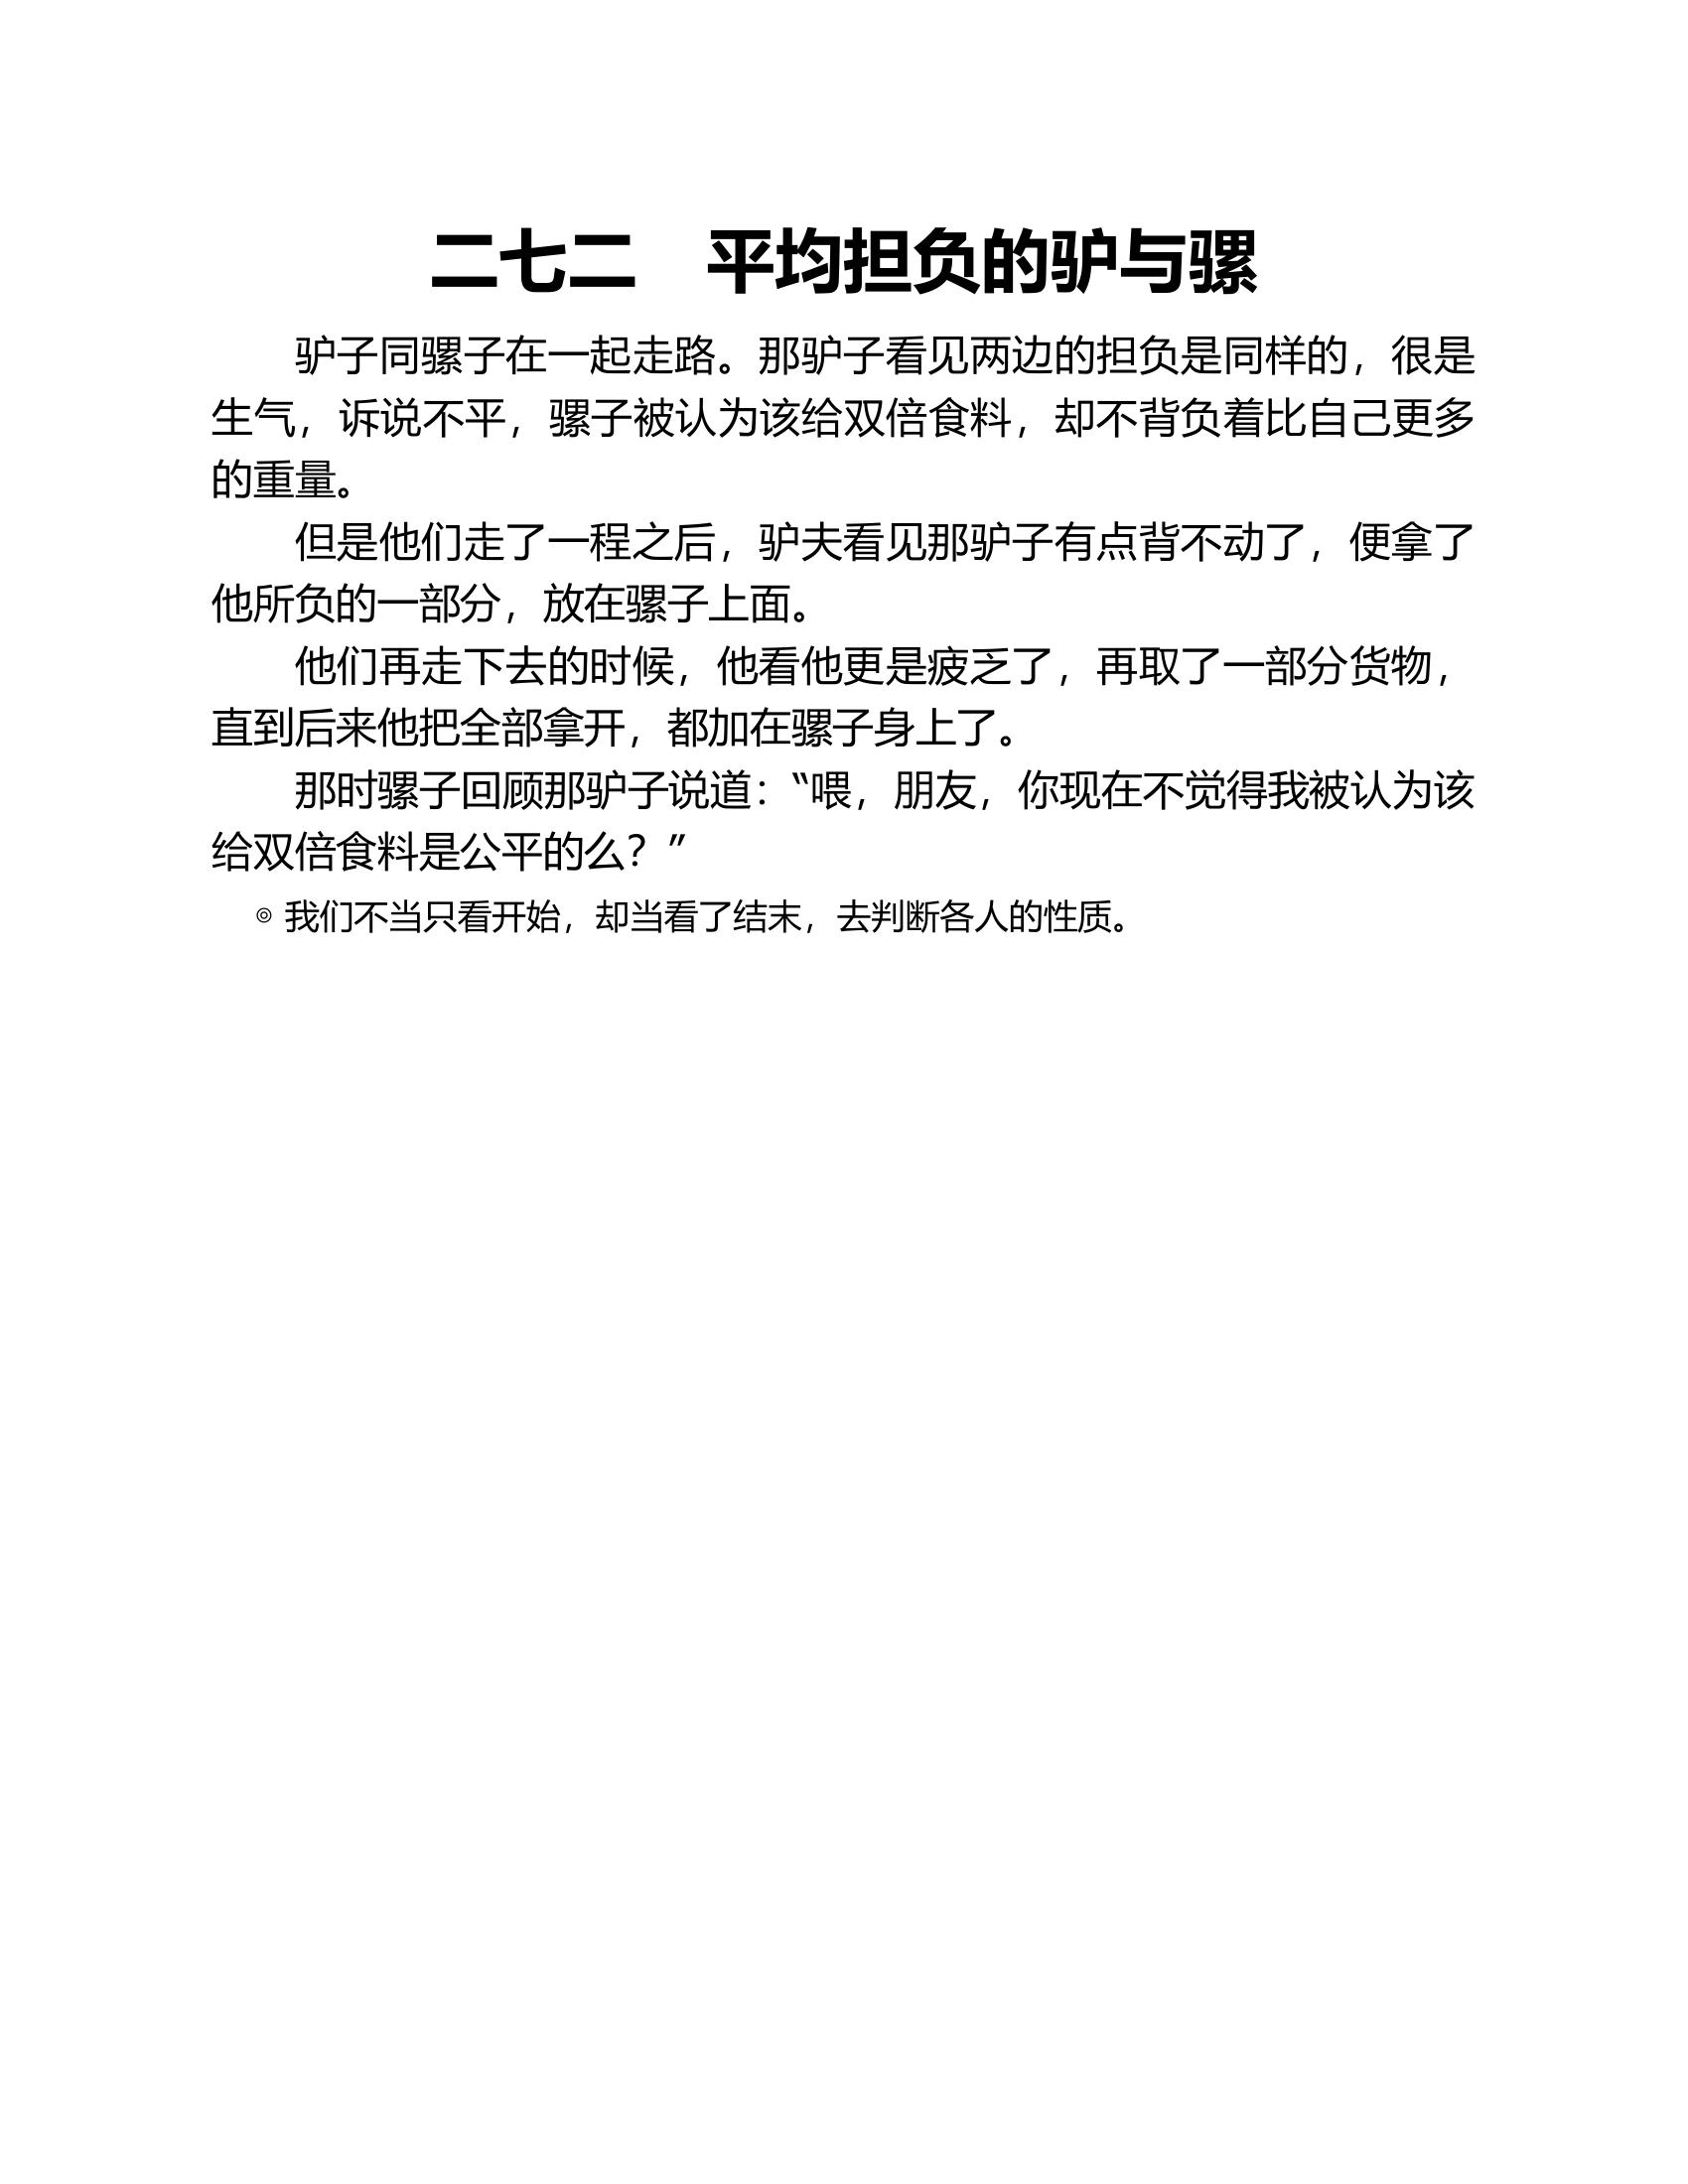 二七二　平均担负的驴与骡
驴子同骡子在一起走路。那驴子看见两边的担负是同样的，很是
生气，诉说不平，骡子被认为该给双倍食料，却不背负着比自己更多
的重量。
但是他们走了一程之后，驴夫看见那驴子有点背不动了，便拿了
他所负的一部分，放在骡子上面。
他们再走下去的时候，他看他更是疲乏了，再取了一部分货物，
直到后来他把全部拿开，都加在骡子身上了。
那时骡子回顾那驴子说道：“喂，朋友，你现在不觉得我被认为该
给双倍食料是公平的么？”
◎ 我们不当只看开始，却当看了结末，去判断各人的性质。